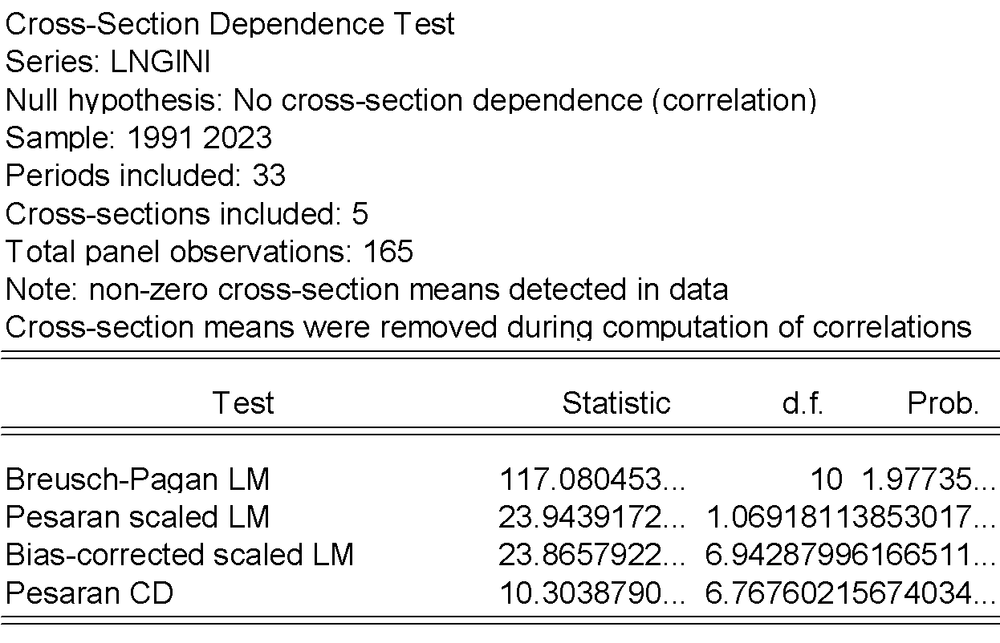 Cross-Section Dependence Test
Series: LNGINI
Null hypothesis: No cross-section dependence (correlation)
Sample: 1991 2023
Periods included: 33
Cross-sections included: 5
Total panel observations: 165
Note: non-zero cross-section means detected in data
Cross-section means were removed during computation of correlations
Test Statistic d.f. Prob.
Breusch-Pagan LM 117.080453... 10 1.97735...
Pesaran scaled LM 23.9439172... 1.06918113853017...
Bias-corrected scaled LM 23.8657922... 6.94287996166511...
Pesaran CD 10.3038790... 6.76760215674034...